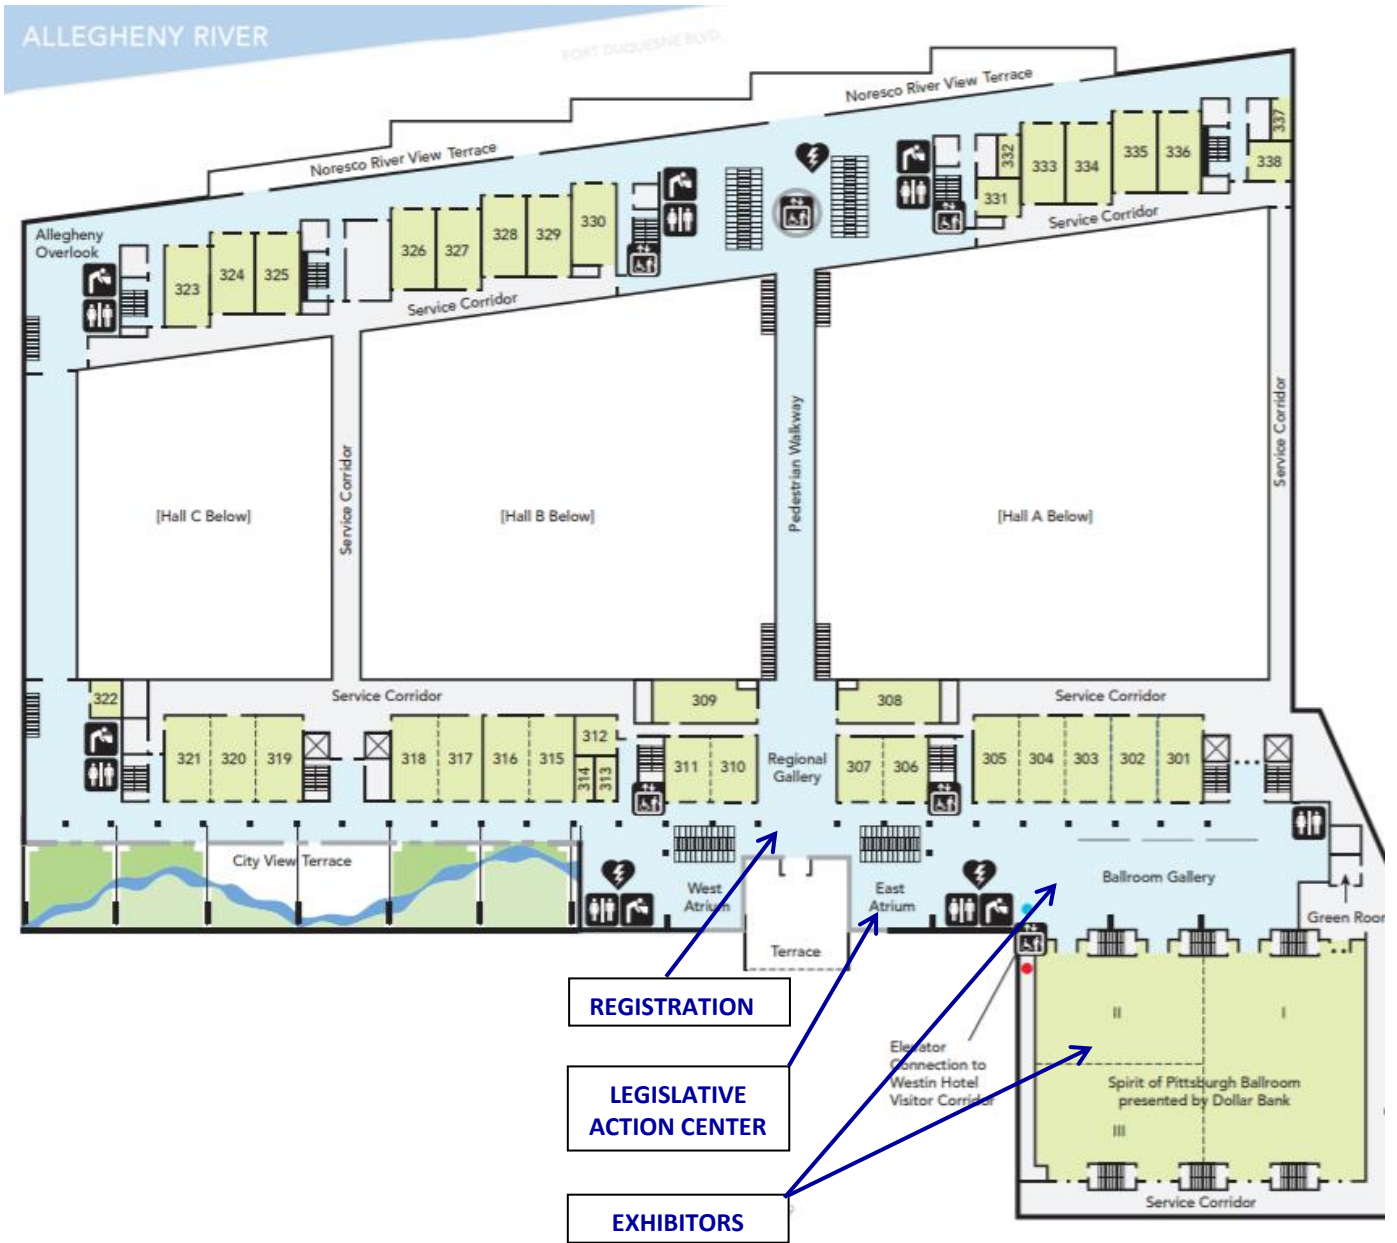 ALLEGHENY RIVER
FORT DUQUESNE BLVD.
Noresco River View Terrace
Noresco River View Terrace
Allegheny
Overlook
323
324
325
326
327
328
329
330
331
332
333
334
335
336
337
338
Service Corridor
Service Corridor
Service Corridor
Pedestrian Walkway
Service Corridor
[Hall C Below]
[Hall B Below]
[Hall A Below]
Service Corridor
Service Corridor
322
321
320
319
318
317
316
315
312
314
313
309
311
310
Regional
Gallery
308
307
306
305
304
303
302
301
City View Terrace
West
Atrium
East
Atrium
Terrace
Ballroom Gallery
Green Room
REGISTRATION
LEGISLATIVE
ACTION CENTER
EXHIBITORS
Elevator
Connection to
Westin Hotel
Visitor Corridor
II
I
Spirit of Pittsburgh Ballroom
presented by Dollar Bank
III
Service Corridor